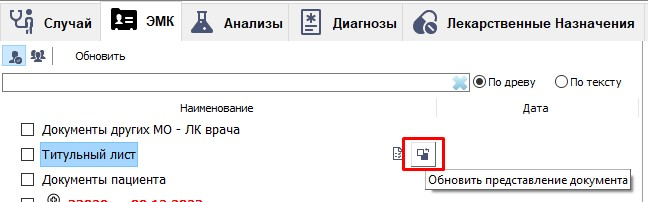 Случай ЭМК Анализы Диагнозы Лекарственные Назначения
Обновить
По древу По тексту
Наименование Дата
Документы других МО - ЛК врача
Титульный лист
Обновить представление документа
Документы пациента